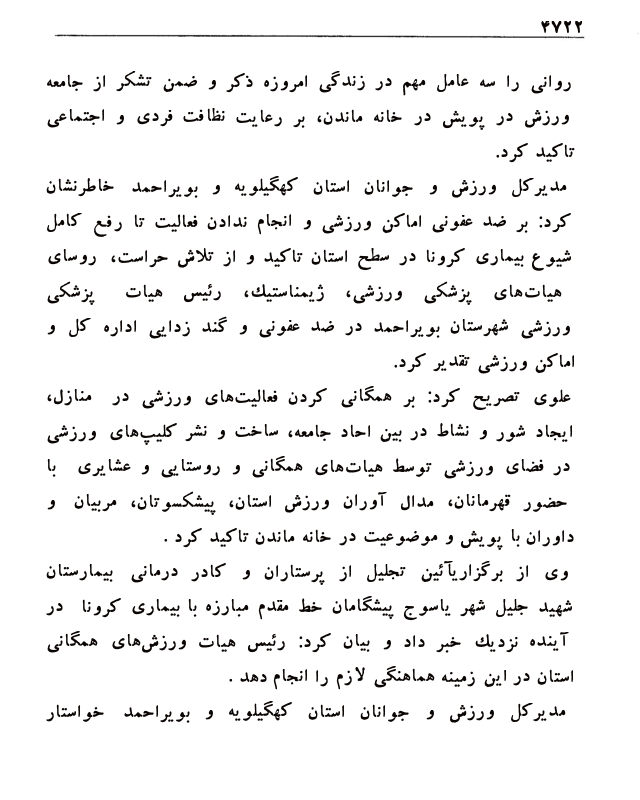 ۴۷۲۲
روانی را سه عامل مهم در زندگی امروزه ذکر و ضمن تشکر از جامعه
ورزش در پویش در خانه ماندن، بر رعایت نظافت فردی و اجتماعی
تاکید کرد.
مدیرکل ورزش و جوانان استان کهگیلویه و بویراحمد خاطرنشان
کرد: بر ضد عفونی اماکن ورزشی و انجام ندادن فعالیت تا رفع کامل
شیوع بیماری کرونا در سطح استان تاکید و از تلاش حراست، روسای
هیات‌های پزشکی ورزشی، ژیمناستیك، رئیس هیات پزشکی
ورزشی شهرستان بویراحمد در ضد عفونی و گند زدایی اداره کل و
اماکن ورزشی تقدیر کرد.
علوی تصریح کرد: بر همگانی کردن فعالیت‌های ورزشی در منازل،
ایجاد شور و نشاط در بین احاد جامعه، ساخت و نشر کلیپ‌های ورزشی
در فضای ورزشی توسط هیات‌های همگانی و روستایی و عشایری با
حضور قهرمانان، مدال آوران ورزش استان، پیشکسوتان، مربیان و
داوران با پویش و موضوعیت در خانه ماندن تاکید کرد .
وی از برگزاریآئین تجلیل از پرستاران و کادر درمانی بیمارستان
شهید جلیل شهر یاسوج پیشگامان خط مقدم مبارزه با بیماری کرونا در
آینده نزدیك خبر داد و بیان کرد: رئیس هیات ورزش‌های همگانی
استان در این زمینه هماهنگی لازم را انجام دهد .
مدیرکل ورزش و جوانان استان کهگیلویه و بویراحمد خواستار